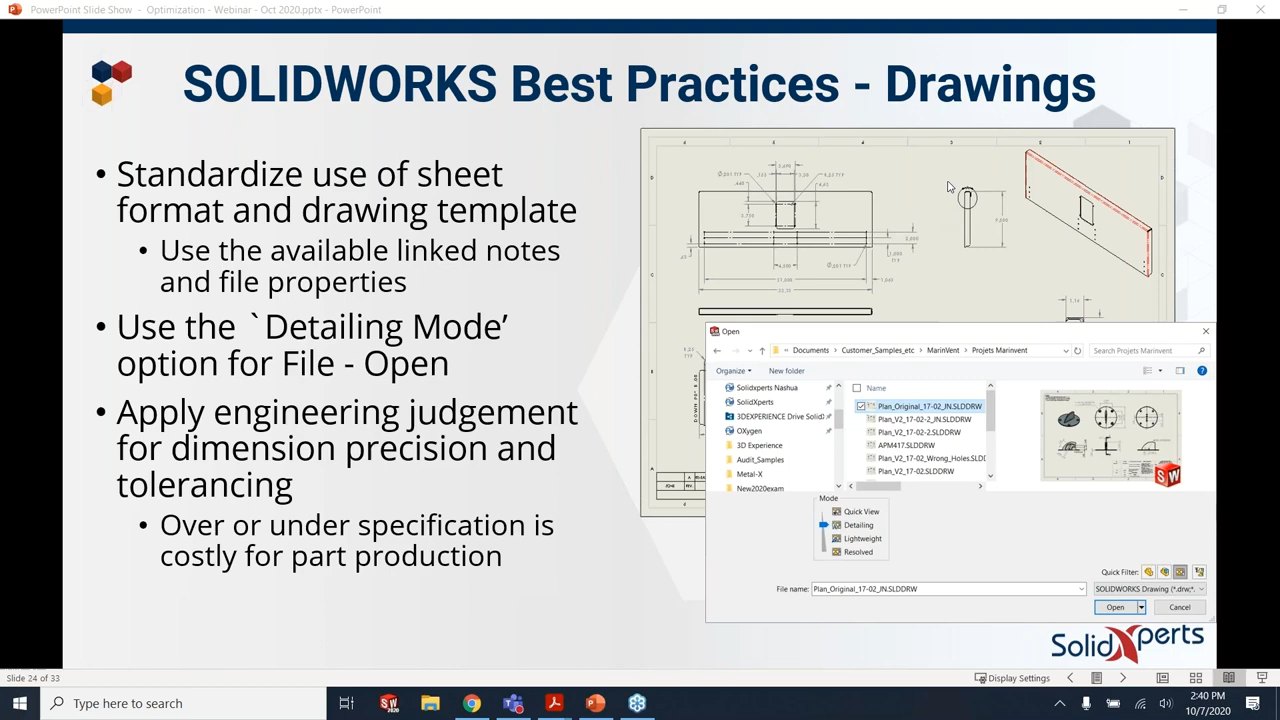 PowerPoint Slide Show - Optimization - Webinar - Oct 2020.pptx - PowerPoint
SOLIDWORKS Best Practices - Drawings
• Standardize use of sheet
format and drawing template
• Use the available linked notes
and file properties
• Use the `Detailing Mode’
option for File - Open
• Apply engineering judgement
for dimension precision and
tolerancing
• Over or under specification is
costly for part production
Open
Documents > Customer_Samples_etc > MarinVent > Projets Marinvent
Search Projets Marinvent
Organize
New folder
Solidxperts Nashua
SolidXperts
3DEXPERIENCE Drive Solid
OXygen
3D Experience
Audit_Samples
Metal-X
New2020exam
Name
Plan_Original_17-02_JN.SLDDRW
Plan_V2_17-02_JN.SLDDRW
Plan_V2_17-02-2.SLDDRW
APM417.SLDDRW
Plan_V2_17-02_Wrong_Holes.SLD
Plan_V2_17-02.SLDDRW
Mode
Quick View
Detailing
Lightweight
Resolved
Quick Filter:
File name:
Plan_Original_17-02_JN.SLDDRW
SOLIDWORKS Drawing (*.drw;*.
Open
Cancel
SolidXperts
Slide 24 of 33
Display Settings
Type here to search
SW
2020
2:40 PM
10/7/2020